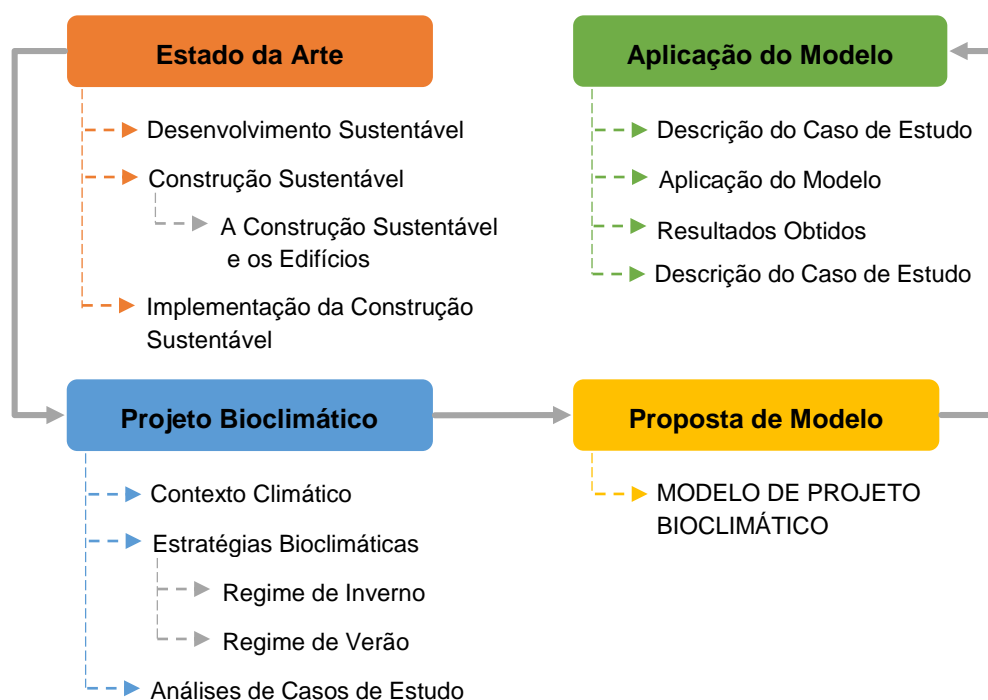 Estado da Arte
Desenvolvimento Sustentável
Construção Sustentável
A Construção Sustentável
e os Edifícios
Implementação da Construção
Sustentável
Projeto Bioclimático
Contexto Climático
Estratégias Bioclimáticas
Regime de Inverno
Regime de Verão
Análises de Casos de Estudo
Proposta de Modelo
MODELO DE PROJETO
BIOCLIMÁTICO
Aplicação do Modelo
Descrição do Caso de Estudo
Aplicação do Modelo
Resultados Obtidos
Descrição do Caso de Estudo